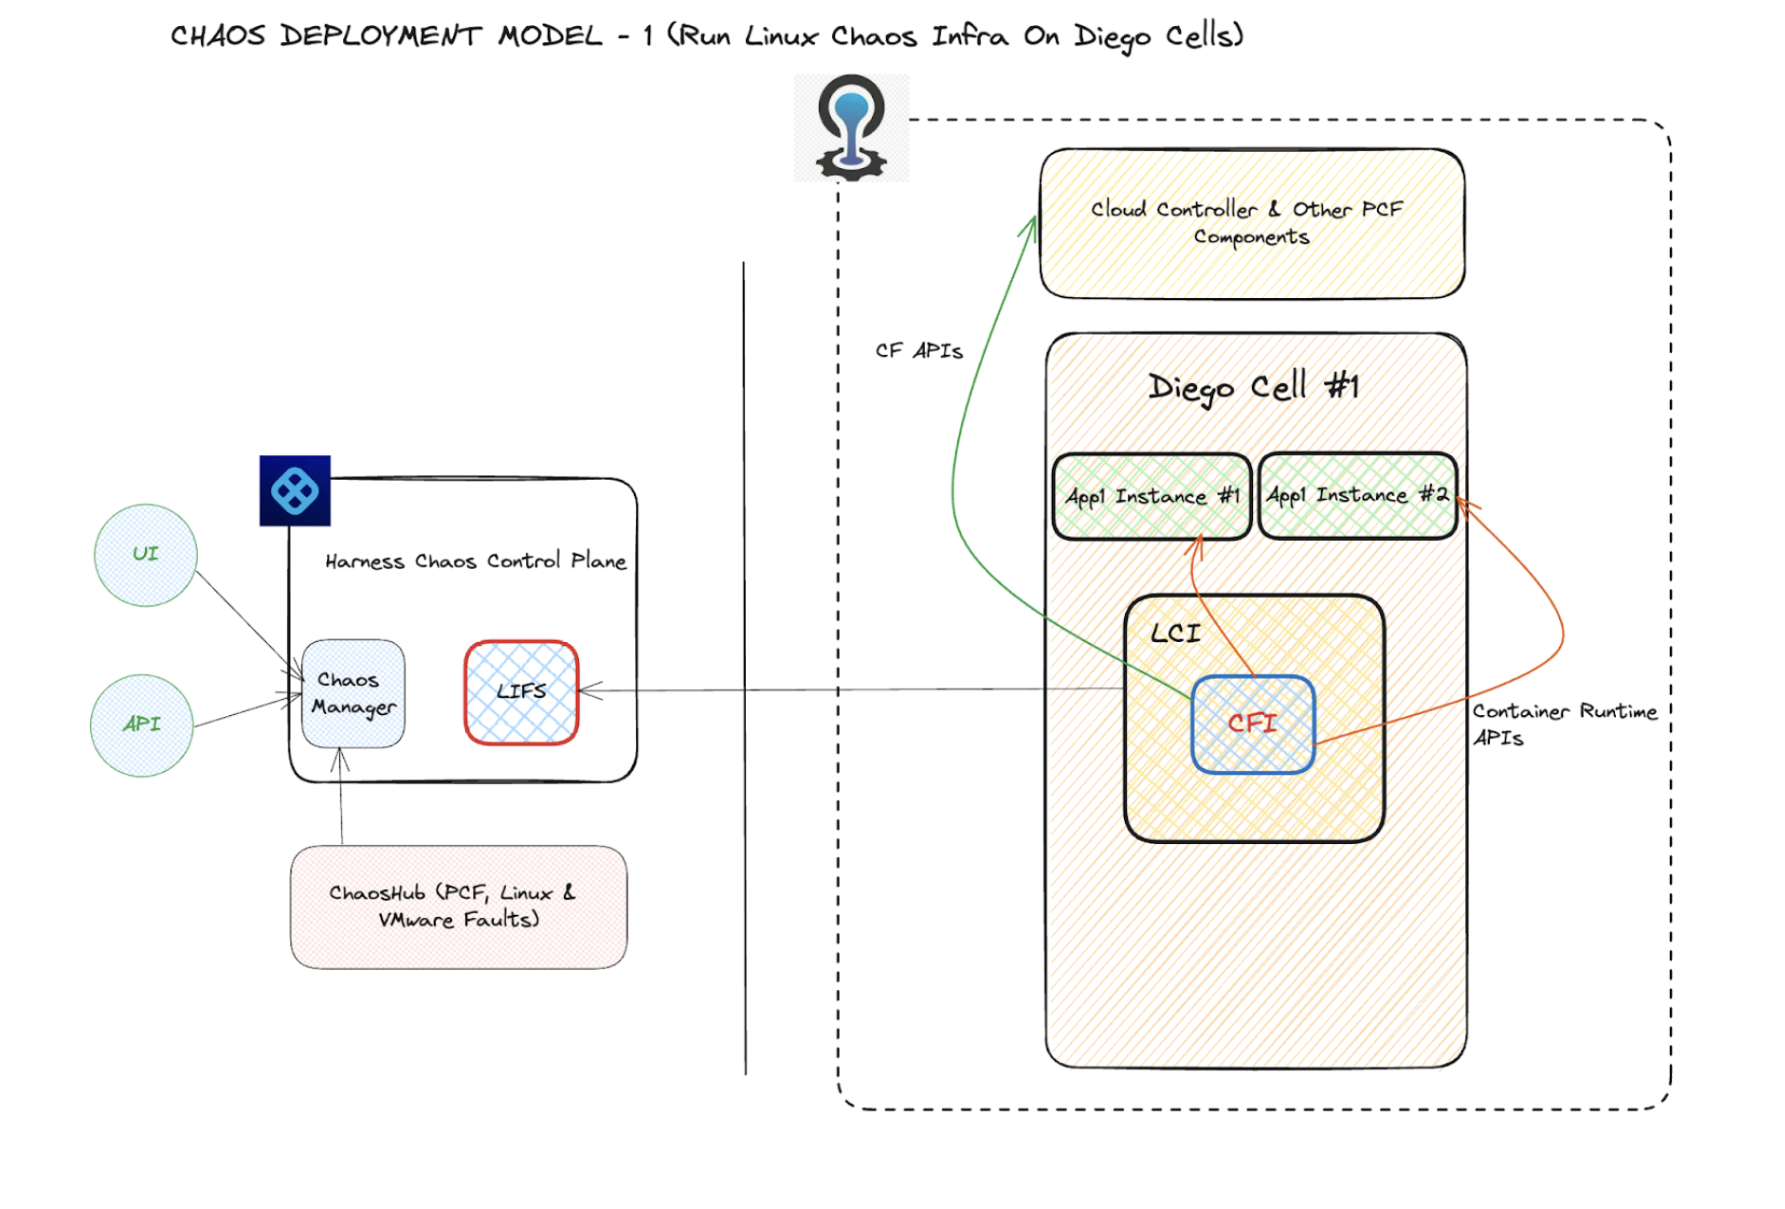 CHAOS DEPLOYMENT MODEL - 1 (Run Linux Chaos Infra On Diego Cells)
Cloud Controller & Other PCF
Components
CF APIs
Diego Cell #1
App1 Instance #1
App1 Instance #2
UI
Harness Chaos Control Plane
LCI
Chaos
Manager
LIFS
API
CFI
Container Runtime
APIs
ChaosHub (PCF, Linux &
VMware Faults)